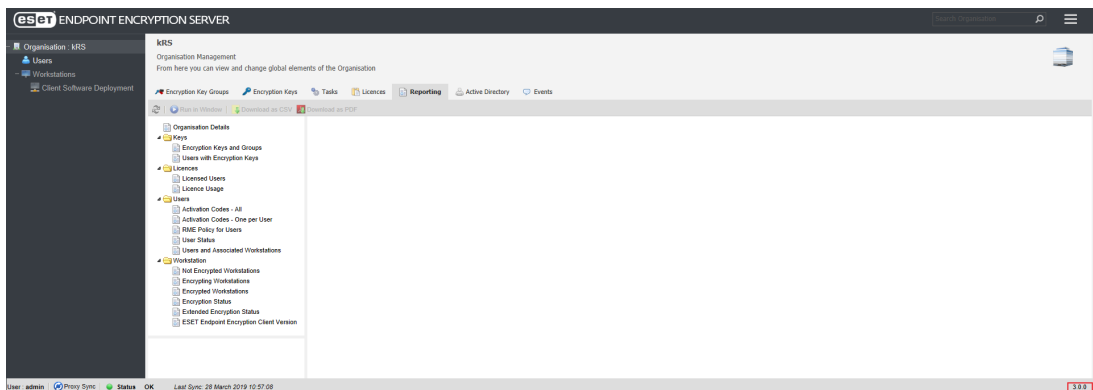 eset ENDPOINT ENCRYPTION SERVER
Search Organisation
Organisation : kRS
Users
Workstations
Client Software Deployment
kRS
Organisation Management
From here you can view and change global elements of the Organisation
Encryption Key Groups Encryption Keys Tasks Licences Reporting Active Directory Events
Run in Window Download as CSV Download as PDF
Organisation Details
Keys
Encryption Keys and Groups
Users with Encryption Keys
Licences
Licensed Users
Licence Usage
Users
Activation Codes - All
Activation Codes - One per User
RME Policy for Users
User Status
Users and Associated Workstations
Workstation
Not Encrypted Workstations
Encrypting Workstations
Encrypted Workstations
Encryption Status
Extended Encryption Status
ESET Endpoint Encryption Client Version
User : admin Proxy Sync Status OK Last Sync: 28 March 2019 10:57:08 3.0.0